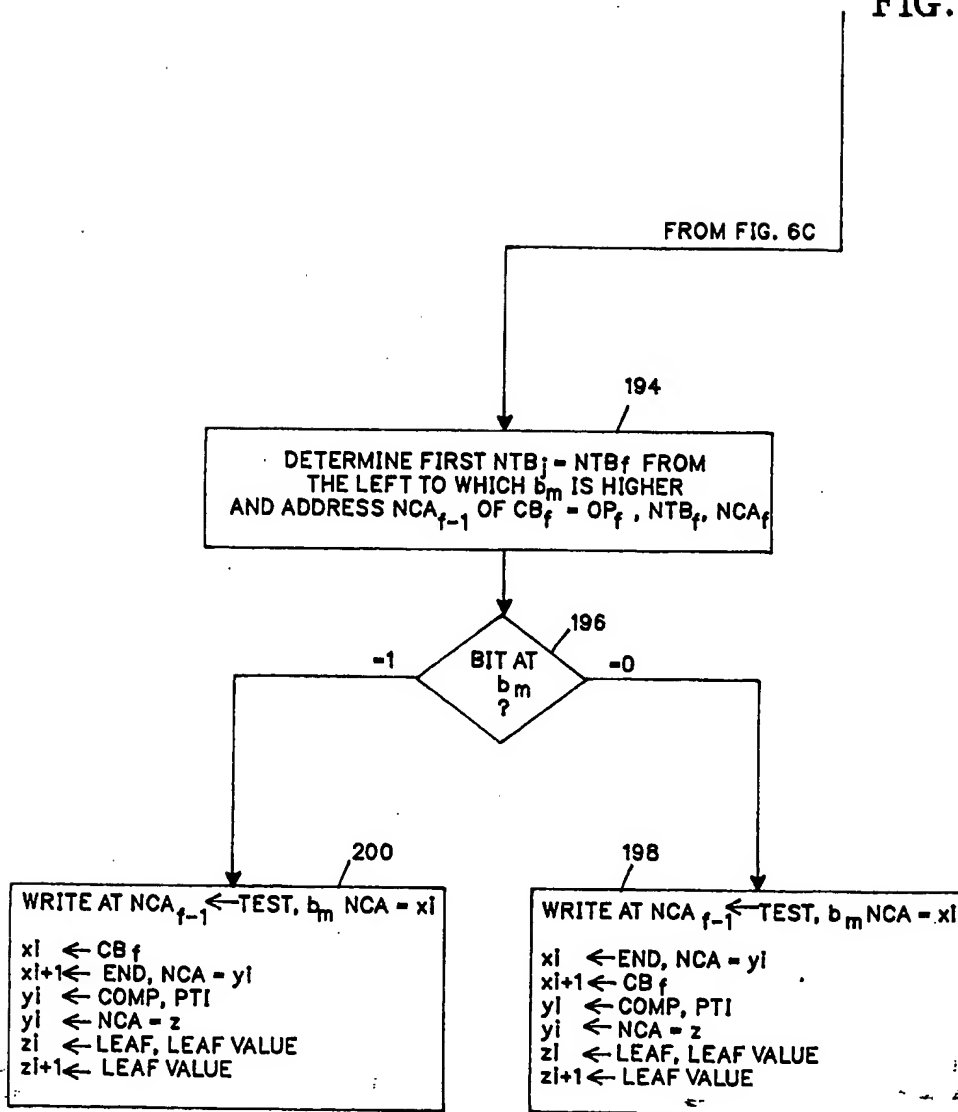 FIG.
FROM FIG. 6C
194
DETERMINE FIRST NTBj = NTBf FROM
THE LEFT TO WHICH bm IS HIGHER
AND ADDRESS NCAf-1 OF CBf = OPf , NTBf, NCAf
196
=1
BIT AT
bm
?
=0
200
WRITE AT NCAf-1 ←TEST, bm NCA = xi
xi ← CBf
xi+1← END, NCA = yi
yi ← COMP, PTI
yi ← NCA = z
zi ← LEAF, LEAF VALUE
zi+1← LEAF VALUE
198
WRITE AT NCAf-1 ←TEST, bm NCA = xi
xi ← END, NCA = yi
xi+1← CBf
yi ← COMP, PTI
yi ← NCA = z
zi ← LEAF, LEAF VALUE
zi+1← LEAF VALUE